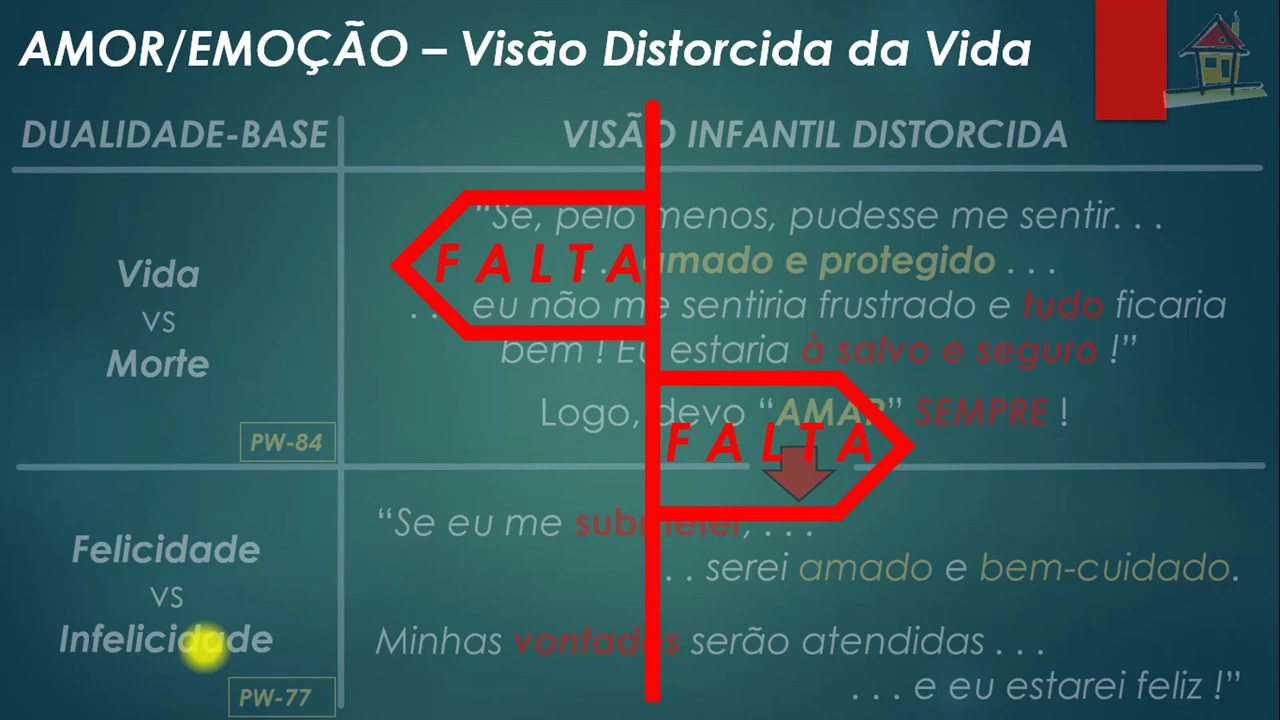 AMOR/EMOÇÃO – Visão Distorcida da Vida
DUALIDADE-BASE
VISÃO INFANTIL DISTORCIDA
Vida
vs
Morte
PW-84
"Se, pelo menos, pudesse me sentir. . .
. . . amado e protegido . . .
. . . eu não me sentiria frustrado e tudo ficaria
bem ! Eu estaria à salvo e seguro !”
Logo, devo “AMAR” SEMPRE !
F A L T A
F A L T A
Felicidade
vs
Infelicidade
PW-77
“Se eu me submeter, . . .
. . . serei amado e bem-cuidado.
Minhas vontades serão atendidas . . .
. . . e eu estarei feliz !”